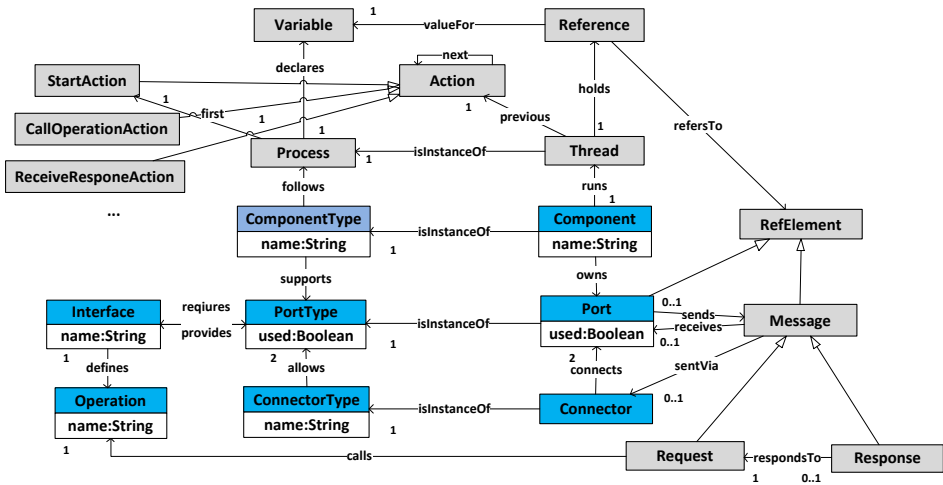 Variable
1
valueFor
Reference
next
declares
StartAction
Action
holds
1
first
1
1
previous
refersTo
CallOperationAction
1
1
Process
1
isInstanceOf
Thread
ReceiveResponeAction
follows
runs
...
1
ComponentType
Component
RefElement
isInstanceOf
name:String
1
name:String
supports
owns
Interface
reqiures
PortType
Port
0..1
sends
Message
name:String
provides
used:Boolean
isInstanceOf
used:Boolean
receives
1
2
1
2
0..1
defines
allows
connects
sentVia
Operation
ConnectorType
isInstanceOf
Connector
0..1
name:String
name:String
1
1
calls
Request
respondsTo
Response
1
0..1